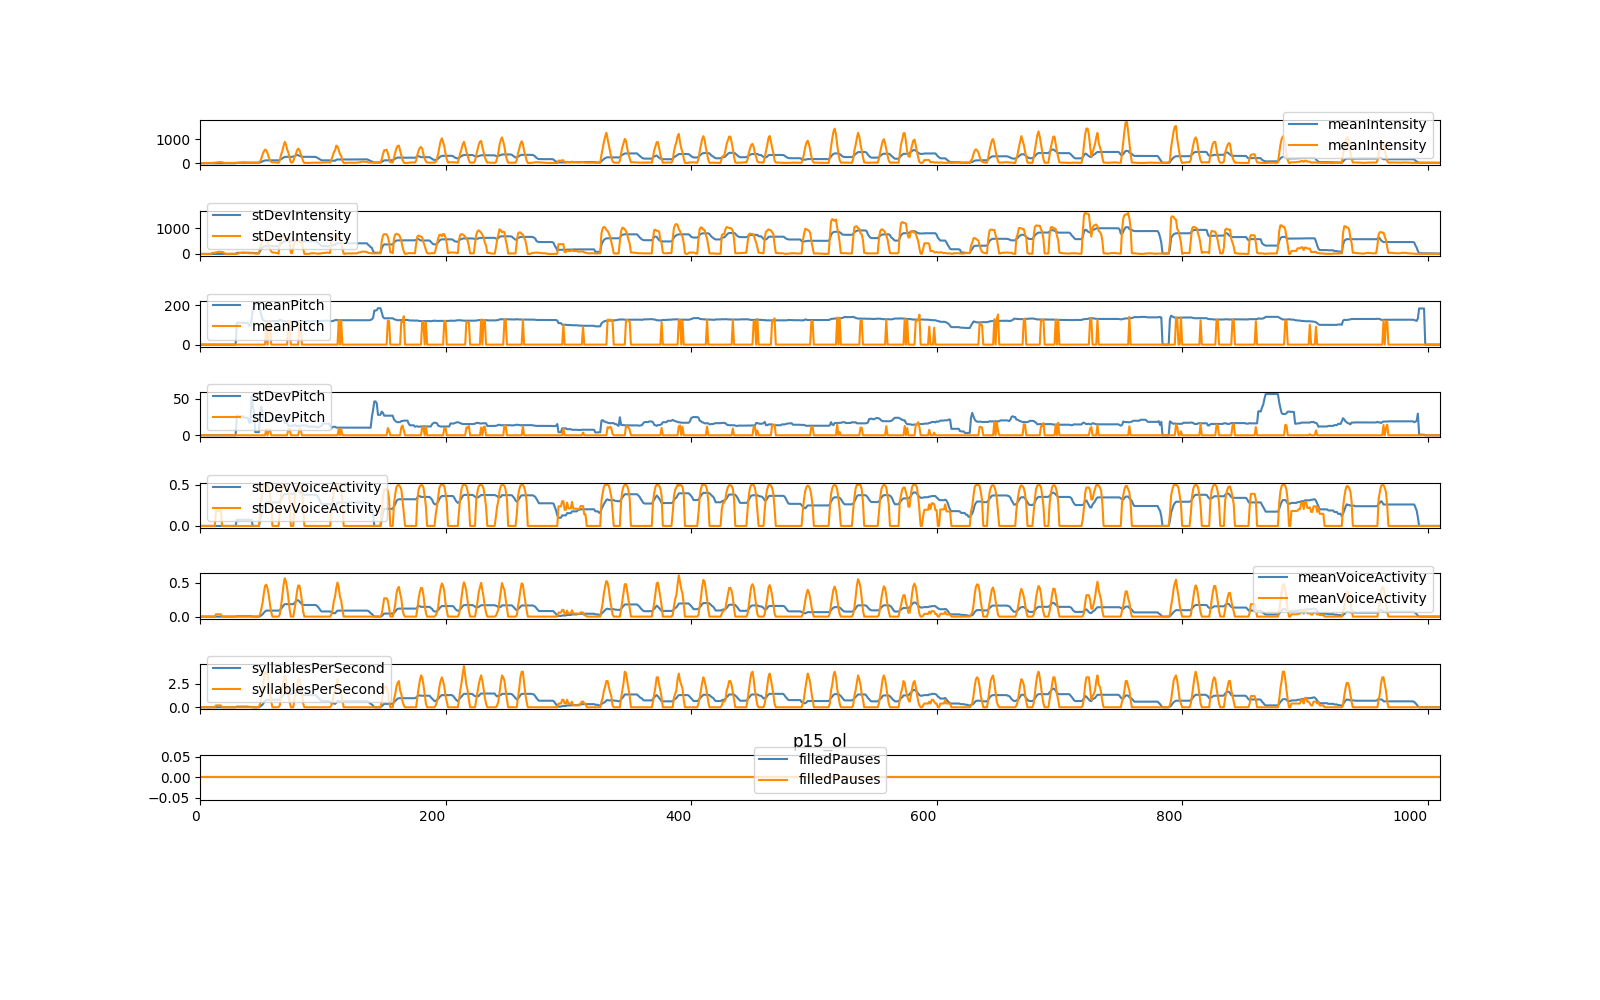 1000
0
meanIntensity
meanIntensity
1000
0
stDevIntensity
stDevIntensity
200
0
meanPitch
meanPitch
50
0
stDevPitch
stDevPitch
0.5
0.0
stDevVoiceActivity
stDevVoiceActivity
0.5
0.0
meanVoiceActivity
meanVoiceActivity
2.5
0.0
syllablesPerSecond
syllablesPerSecond
p15_ol
0.05
0.00
−0.05
filledPauses
filledPauses
0 200 400 600 800 1000